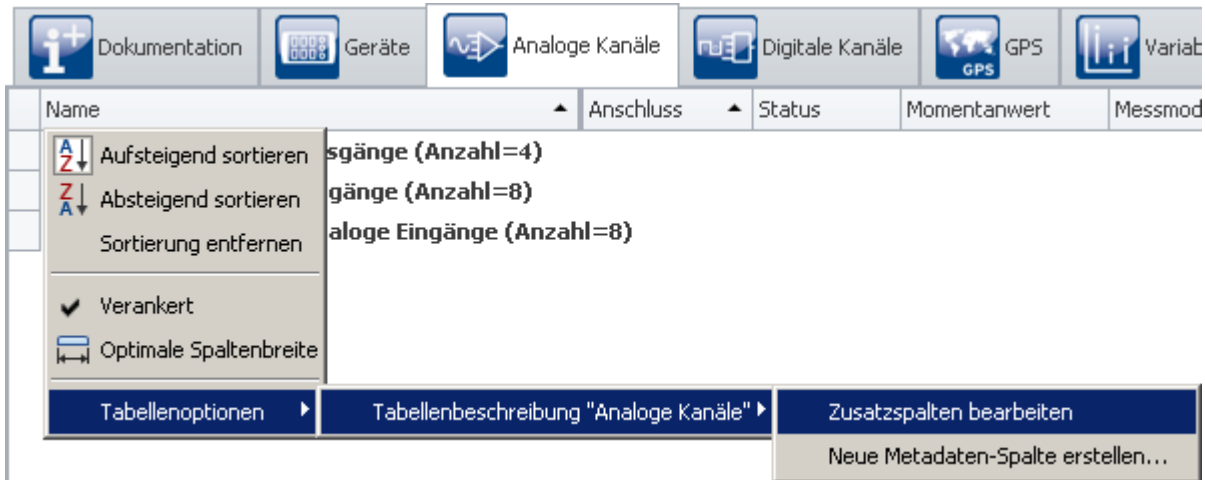 Dokumentation Geräte Analoge Kanäle Digitale Kanäle GPS GPS Variab
Name Anschluss Status Momentanwert Messmod
sgänge (Anzahl=4)
gänge (Anzahl=8)
aloge Eingänge (Anzahl=8)
Aufsteigend sortieren
Absteigend sortieren
Sortierung entfernen
Verankert
Optimale Spaltenbreite
Tabellenoptionen Tabellenbeschreibung "Analoge Kanäle" Zusatzspalten bearbeiten
Neue Metadaten-Spalte erstellen...